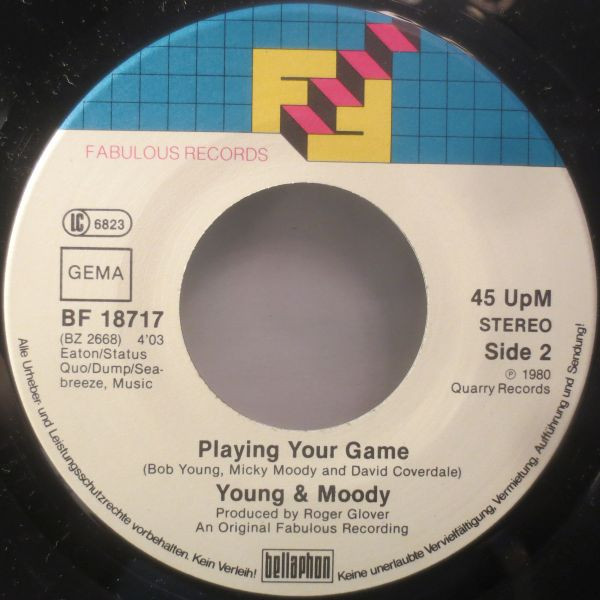 FABULOUS RECORDS
LC 6823
GEMA
BF 18717
(BZ 2668) 4'03
Eaton/Status
Quo/Dump/Sea-
breeze, Music
45 UpM
STEREO
Side 2
℗ 1980
Quarry Records
Playing Your Game
(Bob Young, Micky Moody and David Coverdale)
Young & Moody
Produced by Roger Glover
An Original Fabulous Recording
bellaphon
Alle Urheber- und Leistungsschutzrechte vorbehalten. Kein Verleih! Keine unerlaubte Vervielfältigung, Vermietung, Aufführung und Sendung!